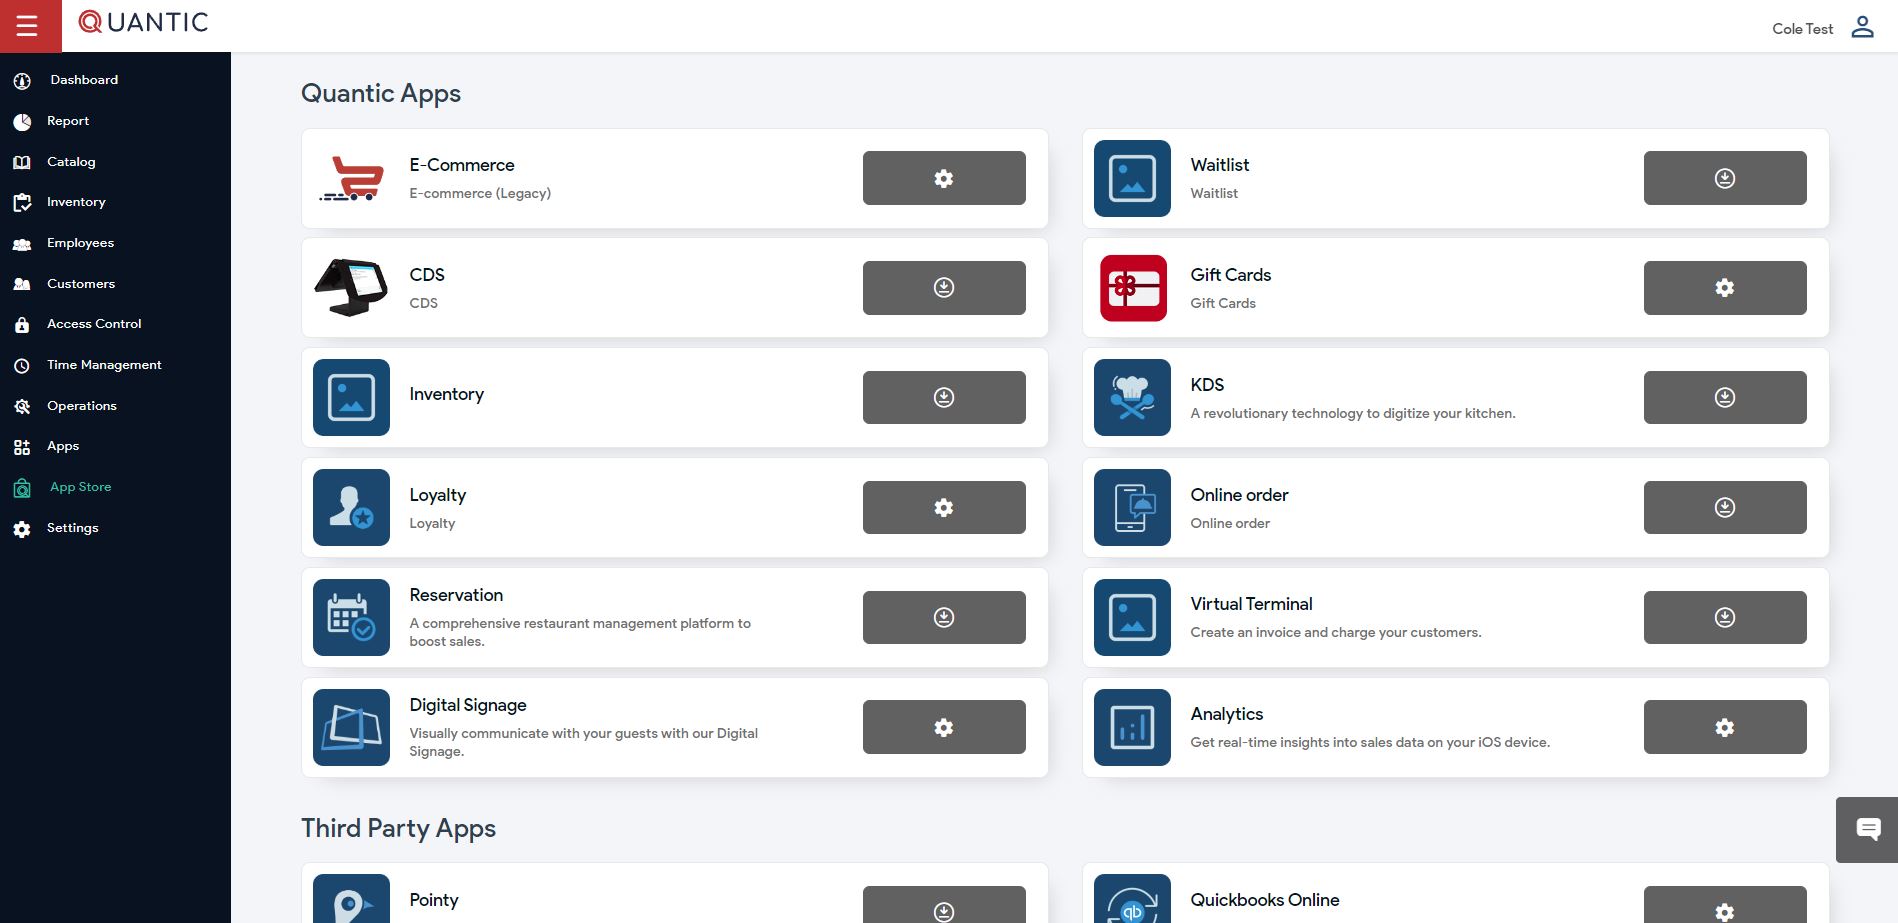 QUANTIC
Cole Test
Dashboard
Report
Catalog
Inventory
Employees
Customers
Access Control
Time Management
Operations
Apps
App Store
Settings
Quantic Apps
E-Commerce
E-commerce (Legacy)
Waitlist
Waitlist
CDS
CDS
Gift Cards
Gift Cards
Inventory
KDS
A revolutionary technology to digitize your kitchen.
Loyalty
Loyalty
Online order
Online order
Reservation
A comprehensive restaurant management platform to
boost sales.
Virtual Terminal
Create an invoice and charge your customers.
Digital Signage
Visually communicate with your guests with our Digital
Signage.
Analytics
Get real-time insights into sales data on your iOS device.
Third Party Apps
Pointy
Quickbooks Online
qb